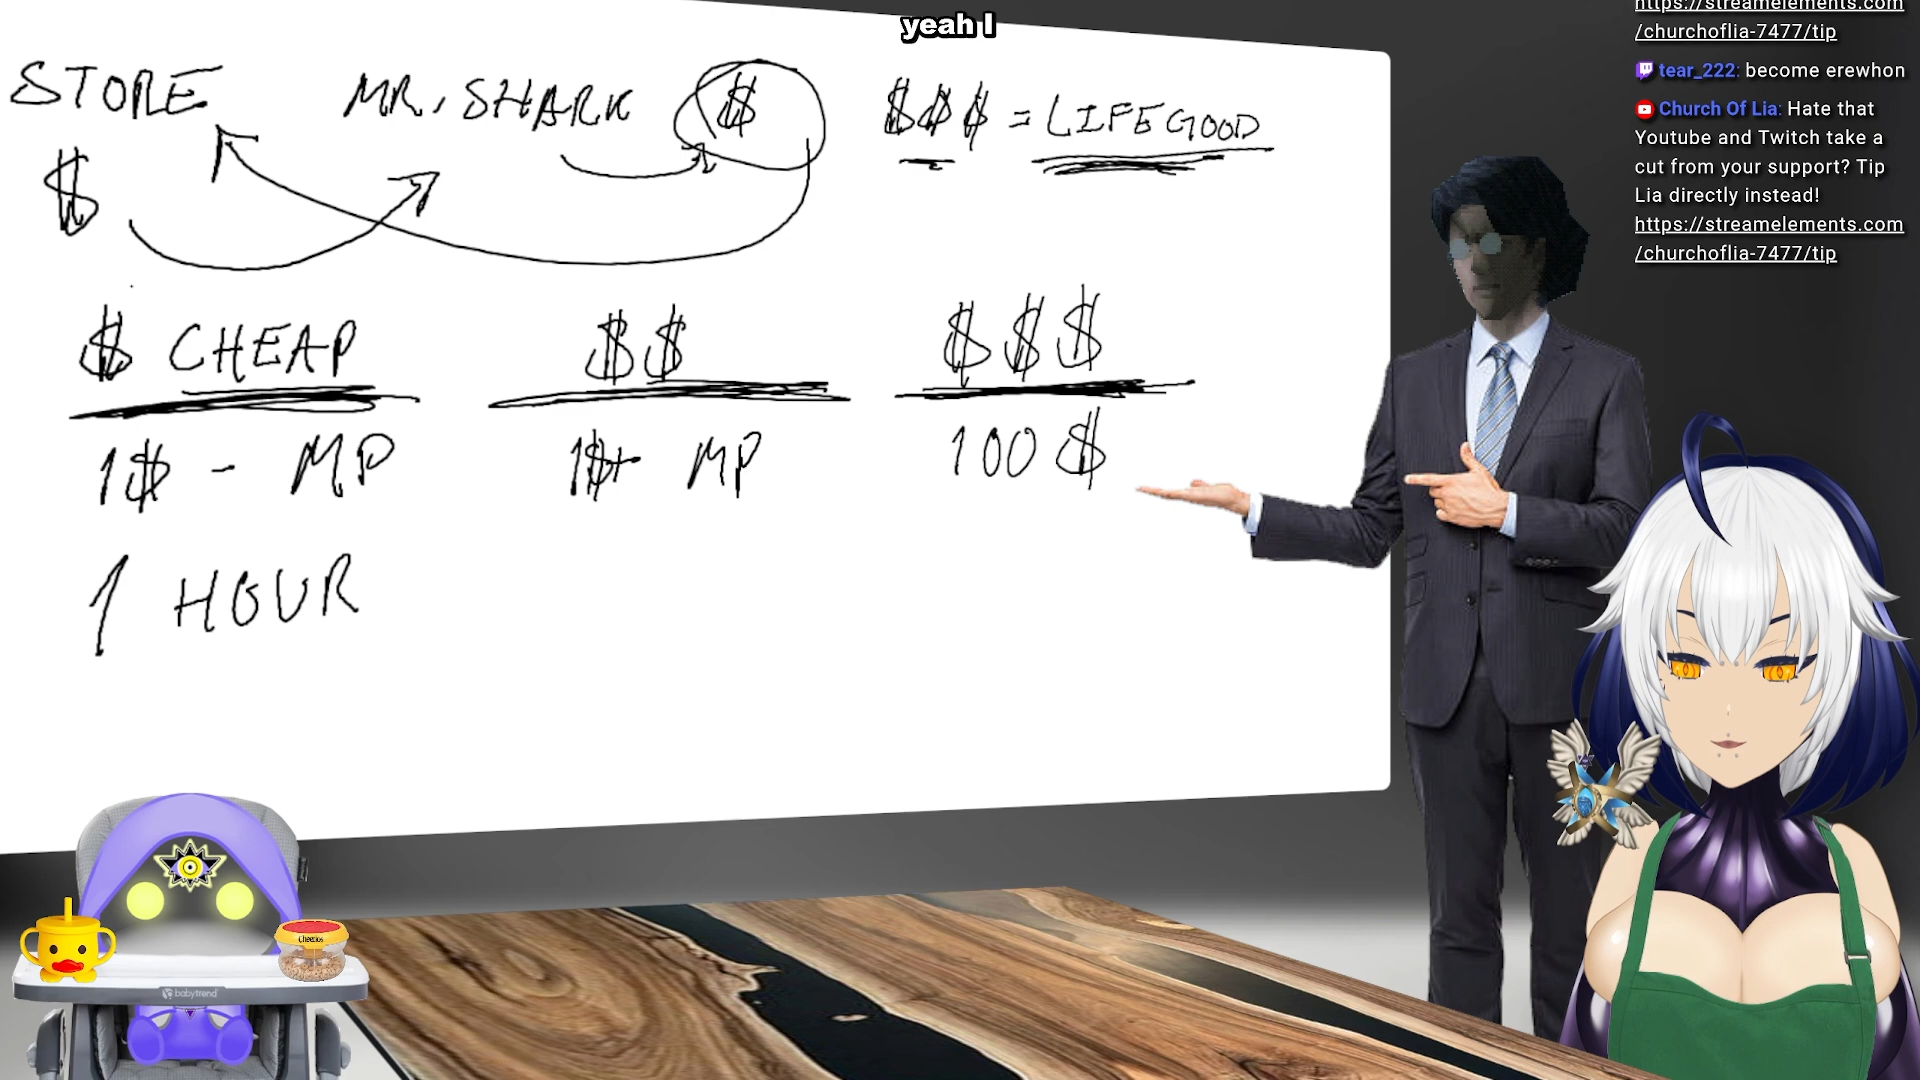 yeah I
https://streamelements.com
/churchoflia-7477/tip
tear_222: become erewhon
Church Of Lia: Hate that
Youtube and Twitch take a
cut from your support? Tip
Lia directly instead!
https://streamelements.com
/churchoflia-7477/tip
STORE MR. SHARK $ $$$ = LIFE GOOD
$
$ CHEAP $$ $$$
1$ - MP 1$+ MP 100 $
1 HOUR
Cheerios
babytrend